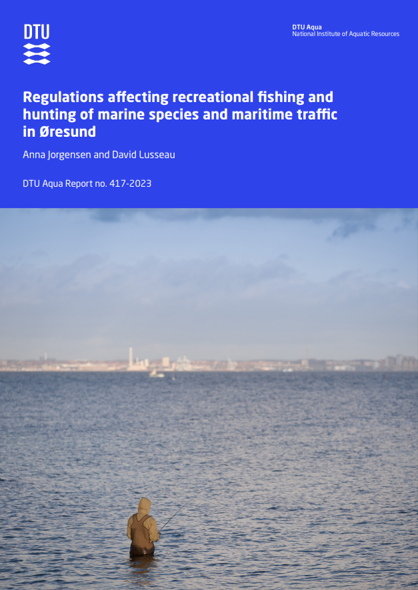 DTU
DTU Aqua
National Institute of Aquatic Resources
Regulations affecting recreational fishing and
hunting of marine species and maritime traffic
in Øresund
Anna Jorgensen and David Lusseau
DTU Aqua Report no. 417-2023